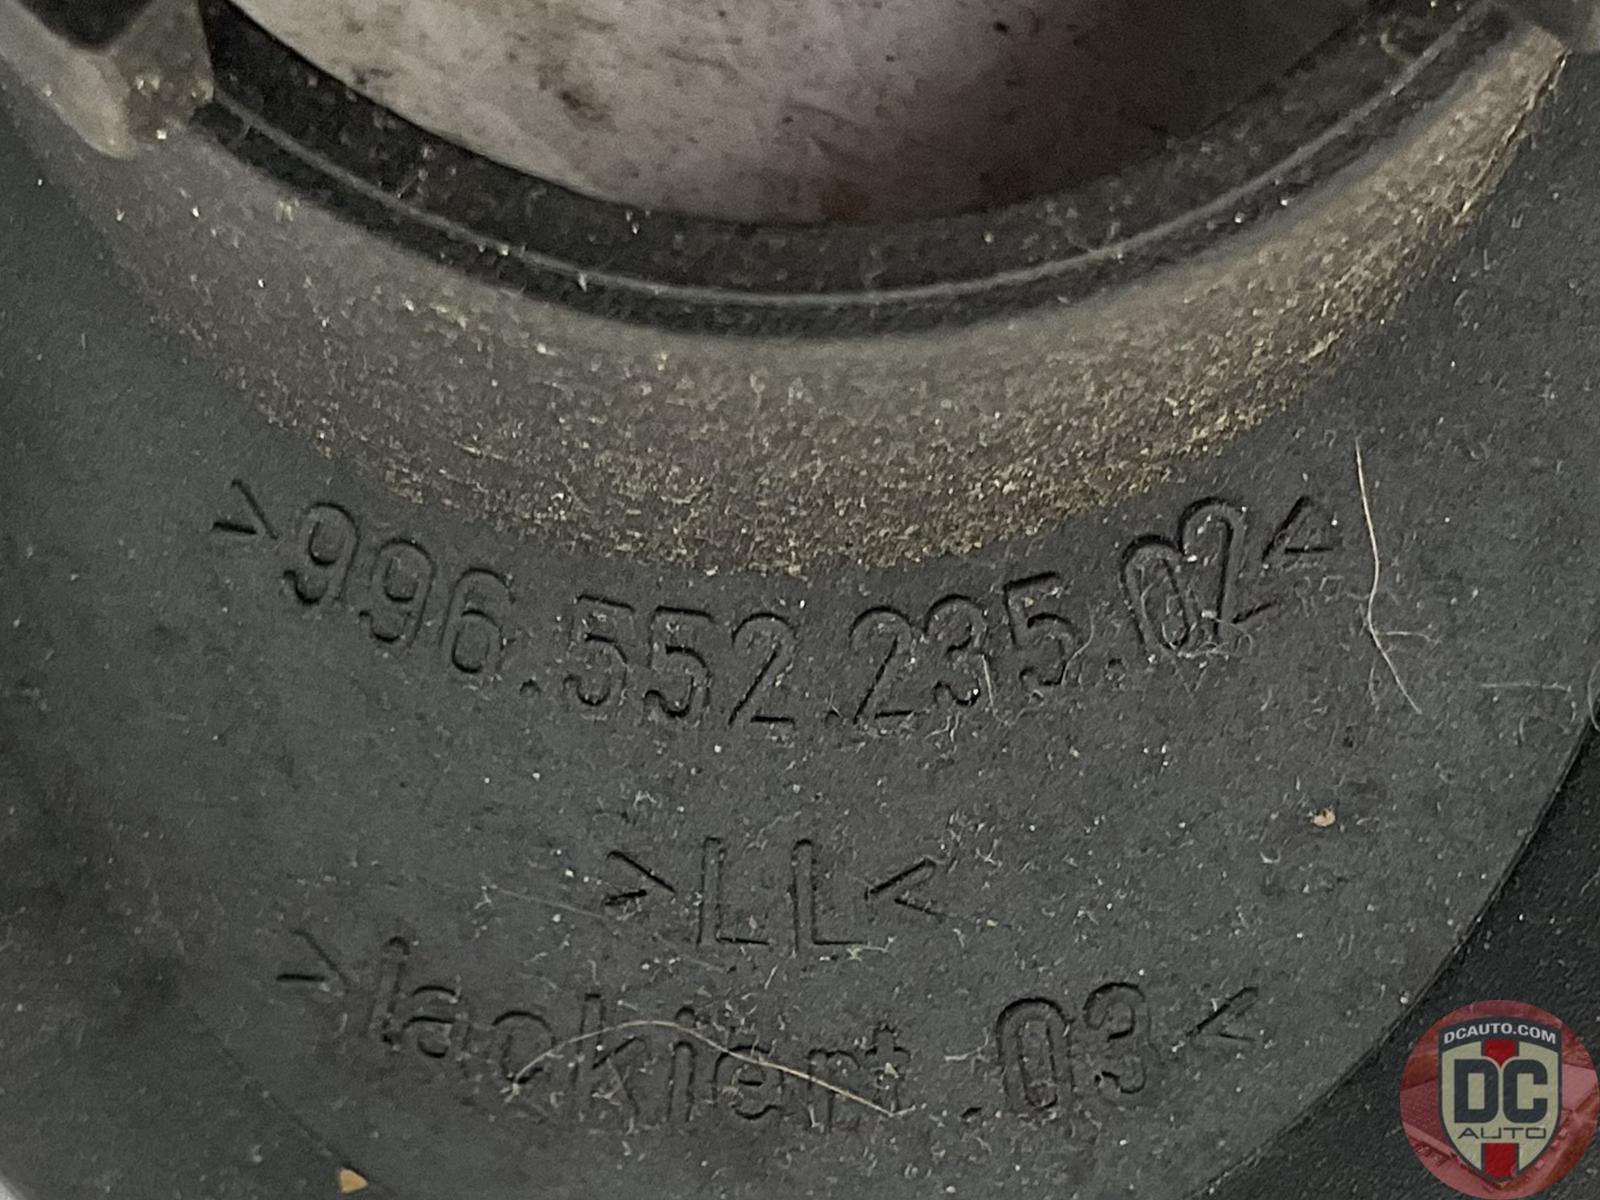 >996.552.235.02<
>LL<
>lackiert .03<
DCAUTO.COM
DC
AUTO